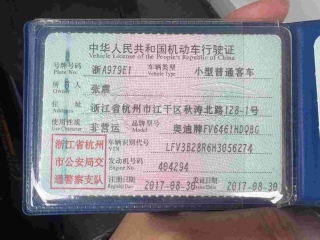 中华人民共和国机动车行驶证
Vehicle License of the People's Republic of China
号牌号码 浙A979E1 车辆类型 小型普通客车
Plate No. Vehicle Type
所有人 张震
住址 浙江省杭州市江干区秋涛北路128-1号
使用性质 非营运 品牌型号 奥迪牌FV6461HDQBG
Use Character
浙江省杭州市公安局交通警察支队
车辆识别代号 LFV3B28R6H3056274
VIN
发动机号码 404294
注册日期 2017-08-30 发证日期 2017-08-30
Register Date Issue Date